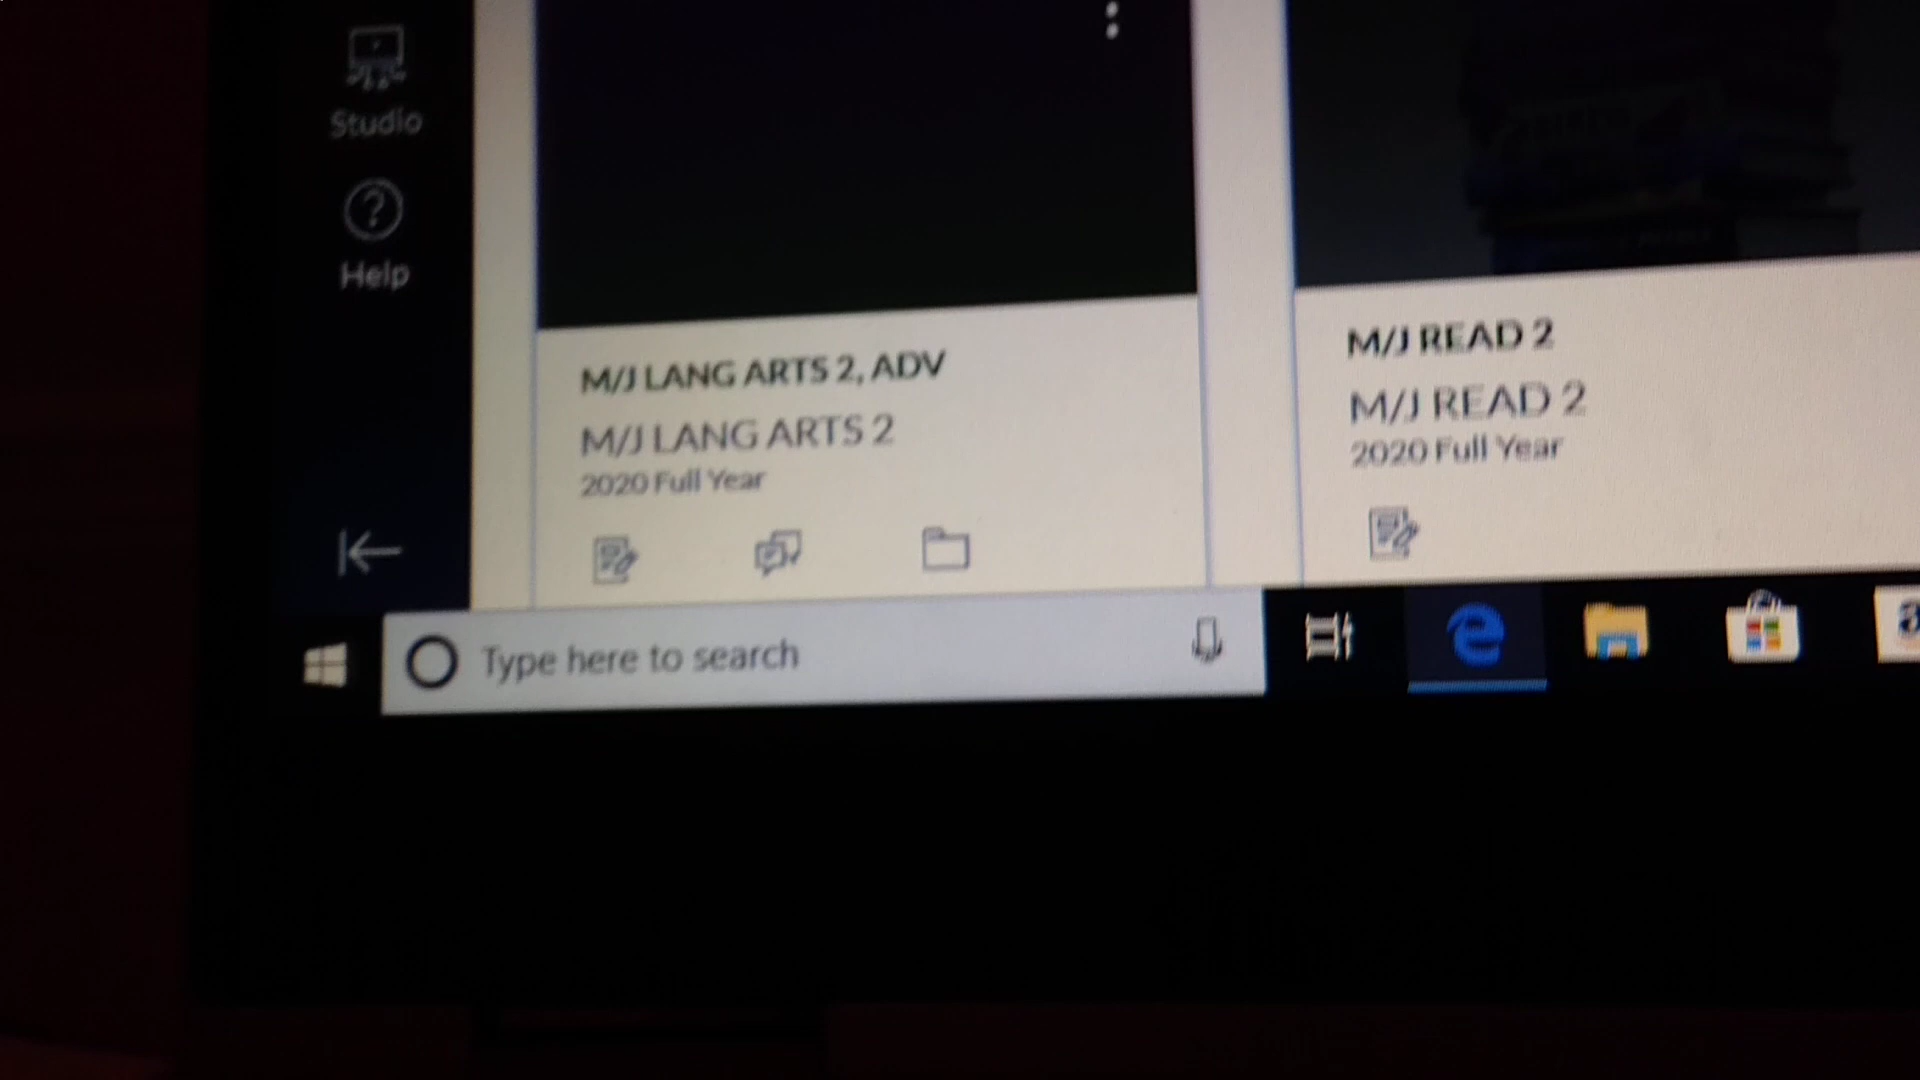 Studio
Help
M/J LANG ARTS 2, ADV
M/J LANG ARTS 2
2020 Full Year
M/J READ 2
M/J READ 2
2020 Full Year
Type here to search